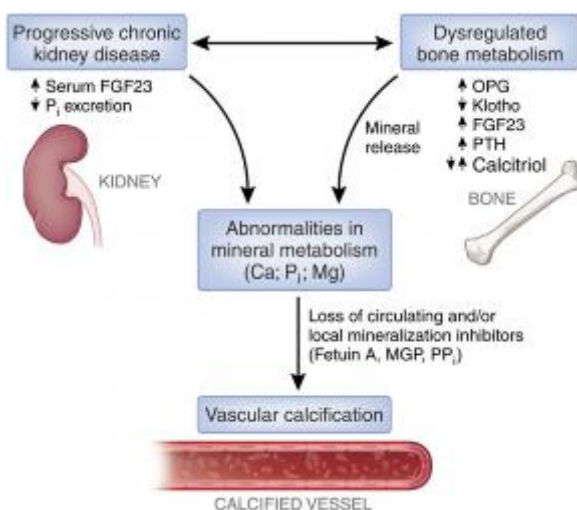 Progressive chronic
kidney disease
Dysregulated
bone metabolism
↑ Serum FGF23
↓ Pi excretion
↑ OPG
↓ Klotho
↑ FGF23
↑ PTH
↓↑ Calcitriol
Mineral
release
KIDNEY
BONE
Abnormalities in
mineral metabolism
(Ca; Pi; Mg)
Loss of circulating and/or
local mineralization inhibitors
(Fetuin A, MGP, PPi)
Vascular calcification
CALCIFIED VESSEL